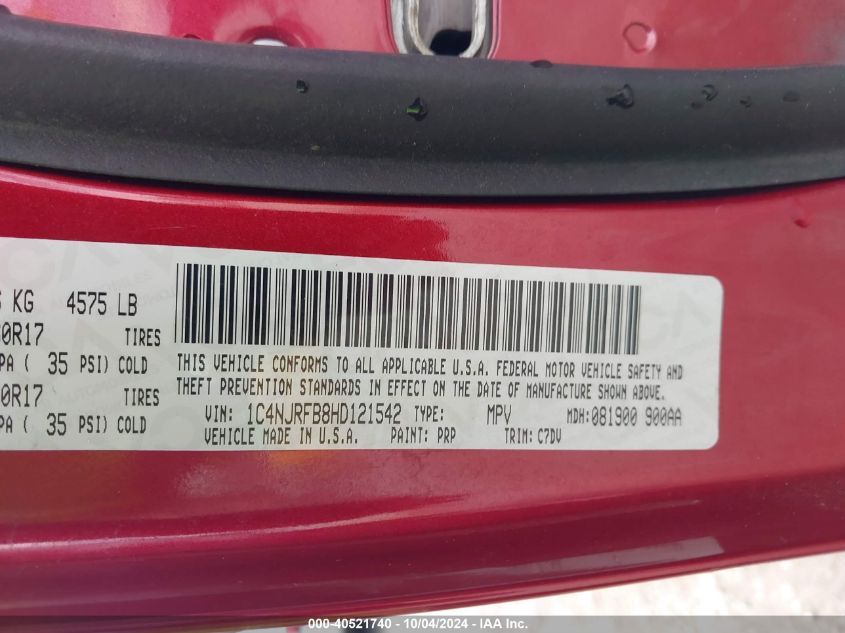 KG 4575 LB
0R17 TIRES
PA ( 35 PSI) COLD
0R17 TIRES
PA ( 35 PSI) COLD
THIS VEHICLE CONFORMS TO ALL APPLICABLE U.S.A. FEDERAL MOTOR VEHICLE SAFETY AND
THEFT PREVENTION STANDARDS IN EFFECT ON THE DATE OF MANUFACTURE SHOWN ABOVE.
VIN: 1C4NJRFB8HD121542 TYPE: MPV MDH:081900 900AA
VEHICLE MADE IN U.S.A. PAINT: PRP TRIM: C7DV
000-40521740 - 10/04/2024 - IAA Inc.